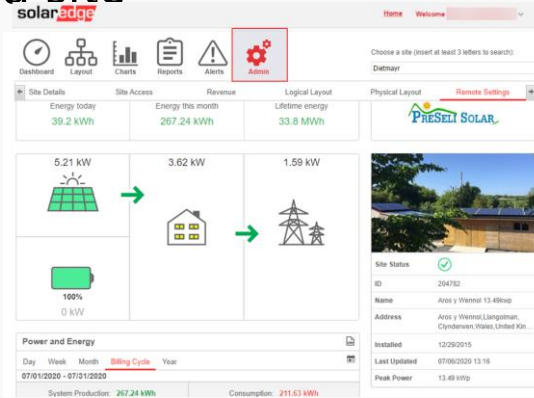 solaredge
Home Welcome
Dashboard Layout Charts Reports Alerts Admin
Choose a site (insert at least 3 letters to search):
Dietmayr
Site Details Site Access Revenue Logical Layout Physical Layout Remote Settings
Energy today Energy this month Lifetime energy
39.2 kWh 267.24 kWh 33.8 MWh
PRESELI SOLAR
5.21 kW 3.62 kW 1.59 kW
100%
0 kW
Site Status
ID 204782
Name Aros y Wennol 13.49kwp
Address Aros y Wennol,Llangolman,
Clynderwen,Wales,United Kin...
Installed 12/29/2015
Last Updated 07/06/2020 13:16
Peak Power 13.49 kWp
Power and Energy
Day Week Month Billing Cycle Year
07/01/2020 - 07/31/2020
System Production: 267.24 kWh Consumption: 211.63 kWh